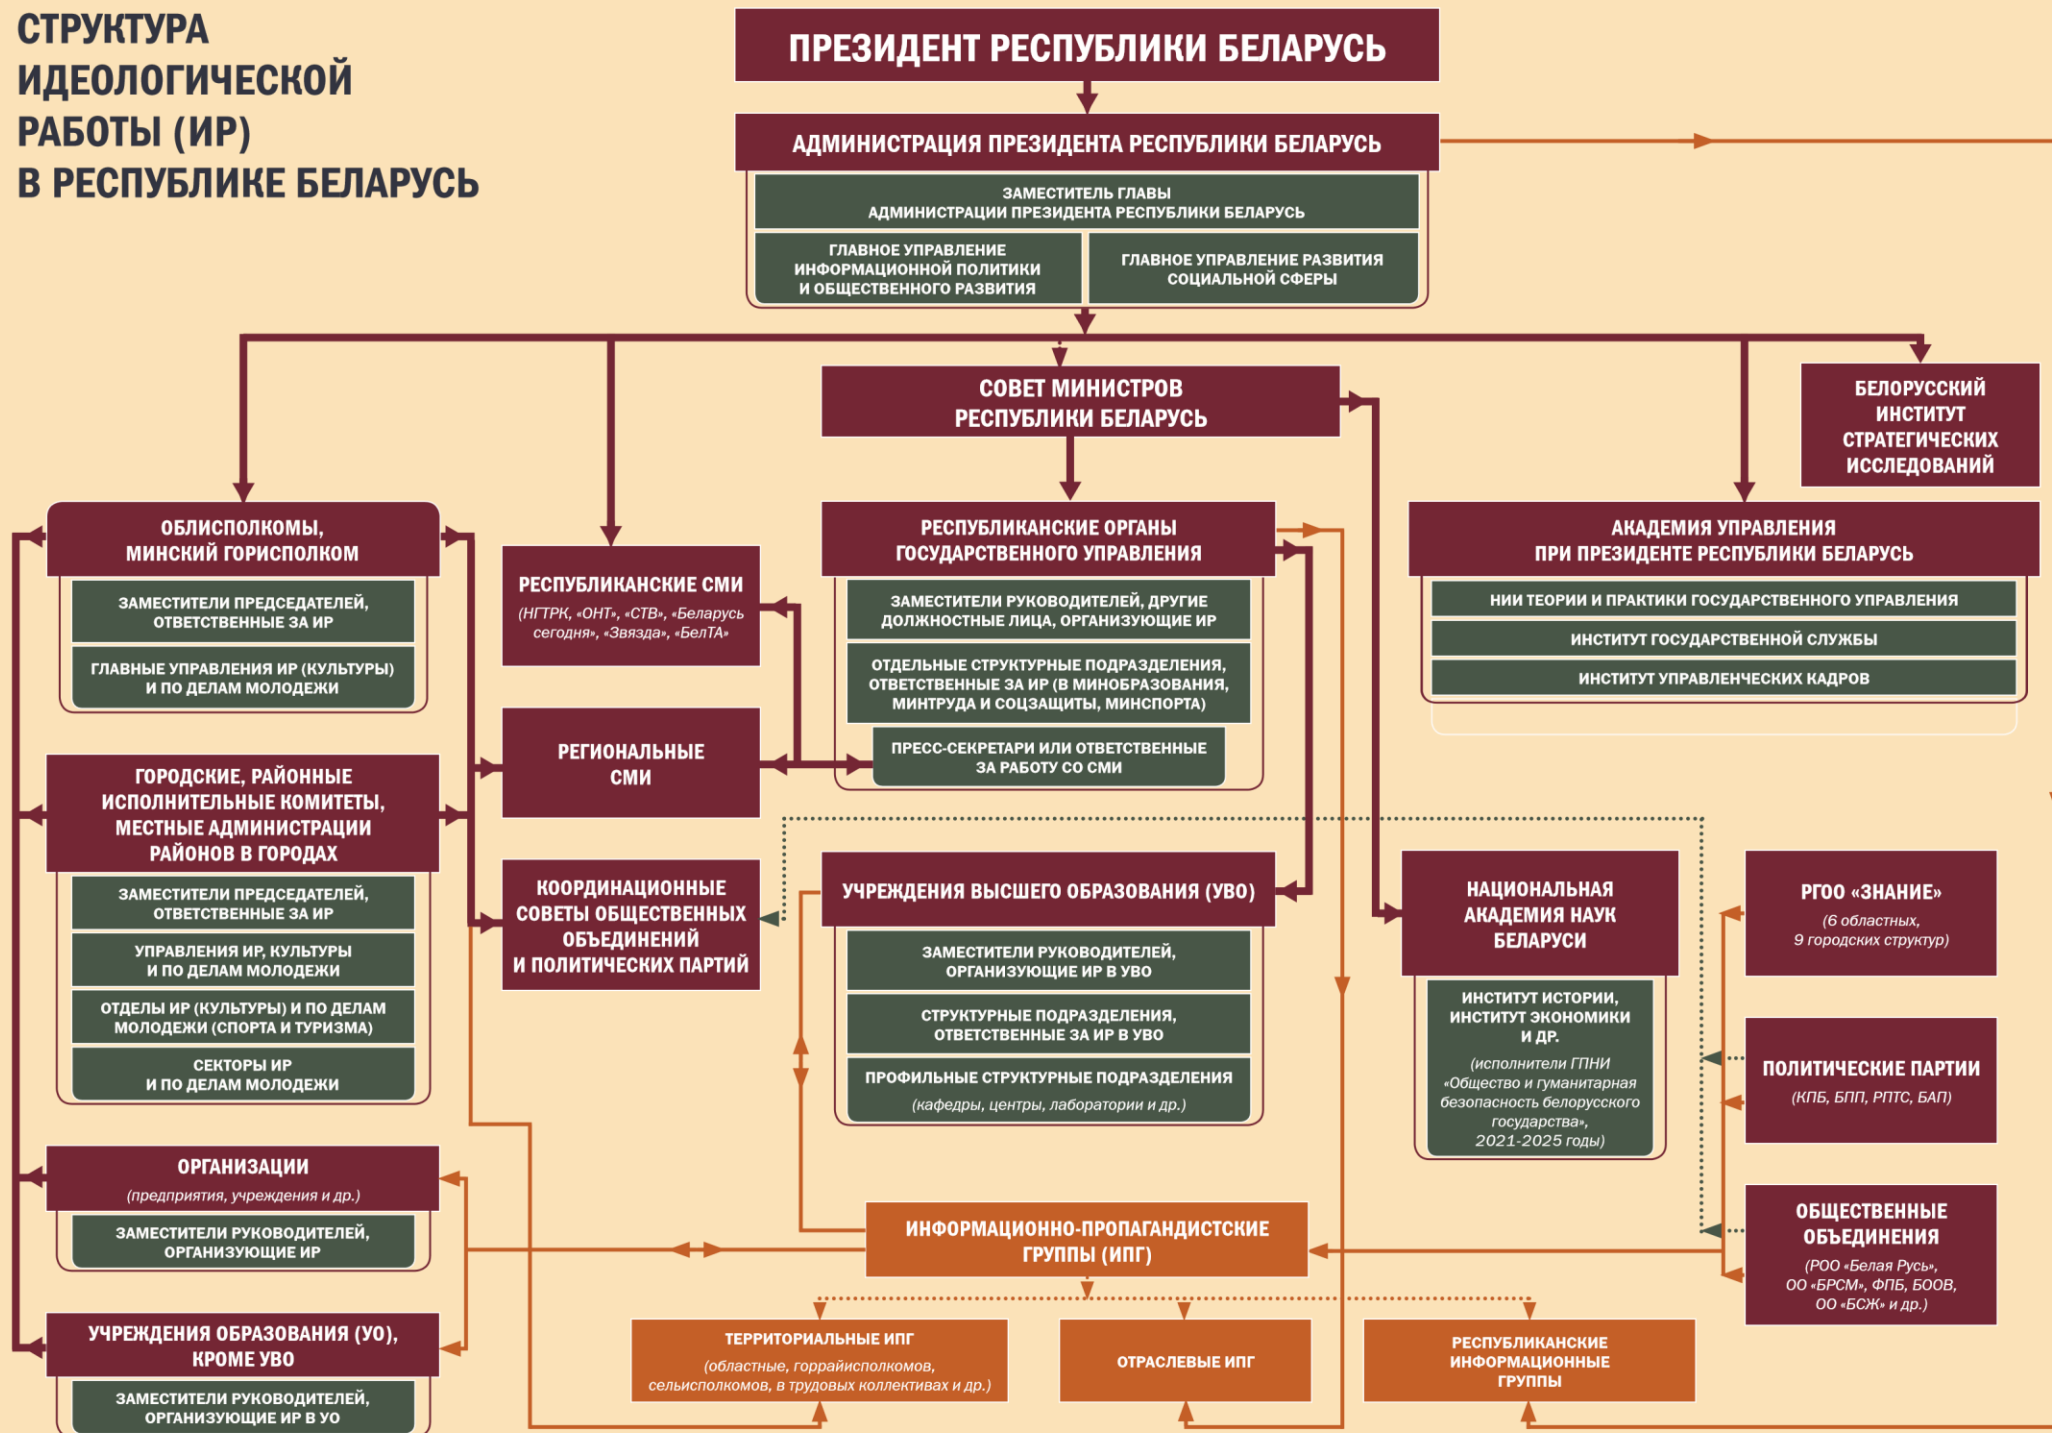 СТРУКТУРА
ИДЕОЛОГИЧЕСКОЙ
РАБОТЫ (ИР)
В РЕСПУБЛИКЕ БЕЛАРУСЬ
ПРЕЗИДЕНТ РЕСПУБЛИКИ БЕЛАРУСЬ
АДМИНИСТРАЦИЯ ПРЕЗИДЕНТА РЕСПУБЛИКИ БЕЛАРУСЬ
ЗАМЕСТИТЕЛЬ ГЛАВЫ
АДМИНИСТРАЦИИ ПРЕЗИДЕНТА РЕСПУБЛИКИ БЕЛАРУСЬ
ГЛАВНОЕ УПРАВЛЕНИЕ
ИНФОРМАЦИОННОЙ ПОЛИТИКИ
И ОБЩЕСТВЕННОГО РАЗВИТИЯ
ГЛАВНОЕ УПРАВЛЕНИЕ РАЗВИТИЯ
СОЦИАЛЬНОЙ СФЕРЫ
СОВЕТ МИНИСТРОВ
РЕСПУБЛИКИ БЕЛАРУСЬ
БЕЛОРУССКИЙ
ИНСТИТУТ
СТРАТЕГИЧЕСКИХ
ИССЛЕДОВАНИЙ
ОБЛИСПОЛКОМЫ,
МИНСКИЙ ГОРИСПОЛКОМ
ЗАМЕСТИТЕЛИ ПРЕДСЕДАТЕЛЕЙ,
ОТВЕТСТВЕННЫЕ ЗА ИР
ГЛАВНЫЕ УПРАВЛЕНИЯ ИР (КУЛЬТУРЫ)
И ПО ДЕЛАМ МОЛОДЕЖИ
РЕСПУБЛИКАНСКИЕ СМИ
(НГТРК, «ОНТ», «СТВ», «Беларусь
сегодня», «Звязда», «БелТА»
РЕСПУБЛИКАНСКИЕ ОРГАНЫ
ГОСУДАРСТВЕННОГО УПРАВЛЕНИЯ
ЗАМЕСТИТЕЛИ РУКОВОДИТЕЛЕЙ, ДРУГИЕ
ДОЛЖНОСТНЫЕ ЛИЦА, ОРГАНИЗУЮЩИЕ ИР
ОТДЕЛЬНЫЕ СТРУКТУРНЫЕ ПОДРАЗДЕЛЕНИЯ,
ОТВЕТСТВЕННЫЕ ЗА ИР (В МИНОБРАЗОВАНИЯ,
МИНТРУДА И СОЦЗАЩИТЫ, МИНСПОРТА)
ПРЕСС-СЕКРЕТАРИ ИЛИ ОТВЕТСТВЕННЫЕ
ЗА РАБОТУ СО СМИ
АКАДЕМИЯ УПРАВЛЕНИЯ
ПРИ ПРЕЗИДЕНТЕ РЕСПУБЛИКИ БЕЛАРУСЬ
НИИ ТЕОРИИ И ПРАКТИКИ ГОСУДАРСТВЕННОГО УПРАВЛЕНИЯ
ИНСТИТУТ ГОСУДАРСТВЕННОЙ СЛУЖБЫ
ИНСТИТУТ УПРАВЛЕНЧЕСКИХ КАДРОВ
РЕГИОНАЛЬНЫЕ
СМИ
ГОРОДСКИЕ, РАЙОННЫЕ
ИСПОЛНИТЕЛЬНЫЕ КОМИТЕТЫ,
МЕСТНЫЕ АДМИНИСТРАЦИИ
РАЙОНОВ В ГОРОДАХ
ЗАМЕСТИТЕЛИ ПРЕДСЕДАТЕЛЕЙ,
ОТВЕТСТВЕННЫЕ ЗА ИР
УПРАВЛЕНИЯ ИР, КУЛЬТУРЫ
И ПО ДЕЛАМ МОЛОДЕЖИ
ОТДЕЛЫ ИР (КУЛЬТУРЫ) И ПО ДЕЛАМ
МОЛОДЕЖИ (СПОРТА И ТУРИЗМА)
СЕКТОРЫ ИР
И ПО ДЕЛАМ МОЛОДЕЖИ
КООРДИНАЦИОННЫЕ
СОВЕТЫ ОБЩЕСТВЕННЫХ
ОБЪЕДИНЕНИЙ
И ПОЛИТИЧЕСКИХ ПАРТИЙ
УЧРЕЖДЕНИЯ ВЫСШЕГО ОБРАЗОВАНИЯ (УВО)
ЗАМЕСТИТЕЛИ РУКОВОДИТЕЛЕЙ,
ОРГАНИЗУЮЩИЕ ИР В УВО
СТРУКТУРНЫЕ ПОДРАЗДЕЛЕНИЯ,
ОТВЕТСТВЕННЫЕ ЗА ИР В УВО
ПРОФИЛЬНЫЕ СТРУКТУРНЫЕ ПОДРАЗДЕЛЕНИЯ
(кафедры, центры, лаборатории и др.)
НАЦИОНАЛЬНАЯ
АКАДЕМИЯ НАУК
БЕЛАРУСИ
ИНСТИТУТ ИСТОРИИ,
ИНСТИТУТ ЭКОНОМИКИ
И ДР.
(исполнители ГПНИ
«Общество и гуманитарная
безопасность белорусского
государства»,
2021-2025 годы)
РГОО «ЗНАНИЕ»
(6 областных,
9 городских структур)
ПОЛИТИЧЕСКИЕ ПАРТИИ
(КПБ, БПП, РПТС, БАП)
ОБЩЕСТВЕННЫЕ
ОБЪЕДИНЕНИЯ
(РОО «Белая Русь»,
ОО «БРСМ», ФПБ, БООВ,
ОО «БСЖ» и др.)
ОРГАНИЗАЦИИ
(предприятия, учреждения и др.)
ЗАМЕСТИТЕЛИ РУКОВОДИТЕЛЕЙ,
ОРГАНИЗУЮЩИЕ ИР
УЧРЕЖДЕНИЯ ОБРАЗОВАНИЯ (УО),
КРОМЕ УВО
ЗАМЕСТИТЕЛИ РУКОВОДИТЕЛЕЙ,
ОРГАНИЗУЮЩИЕ ИР В УО
ИНФОРМАЦИОННО-ПРОПАГАНДИСТСКИЕ
ГРУППЫ (ИПГ)
ТЕРРИТОРИАЛЬНЫЕ ИПГ
(областные, горрайисполкомов,
сельисполкомов, в трудовых коллективах и др.)
ОТРАСЛЕВЫЕ ИПГ
РЕСПУБЛИКАНСКИЕ
ИНФОРМАЦИОННЫЕ
ГРУППЫ